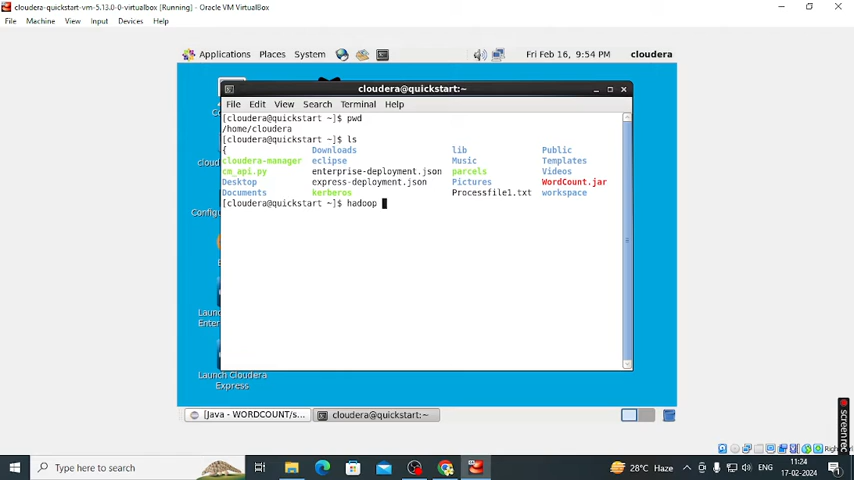 cloudera-quickstart-vm-5.13.0-0-virtualbox (Running) - Oracle VM VirtualBox
File Machine View Input Devices Help
Applications Places System Fri Feb 16, 9:54 PM cloudera
cloudera@quickstart:~
File Edit View Search Terminal Help
[cloudera@quickstart ~]$ pwd
/home/cloudera
[cloudera@quickstart ~]$ ls
{ Downloads lib Public
cloudera-manager eclipse Music Templates
cm_api.py enterprise-deployment.json parcels Videos
Desktop express-deployment.json Pictures WordCount.jar
Documents kerberos Processfile1.txt workspace
[cloudera@quickstart ~]$ hadoop
Launch Cloudera
Express
[Java - WORDCOUNT/s... cloudera@quickstart:~
screenrec
Type here to search 28°C Haze ENG 11:24
17-02-2024